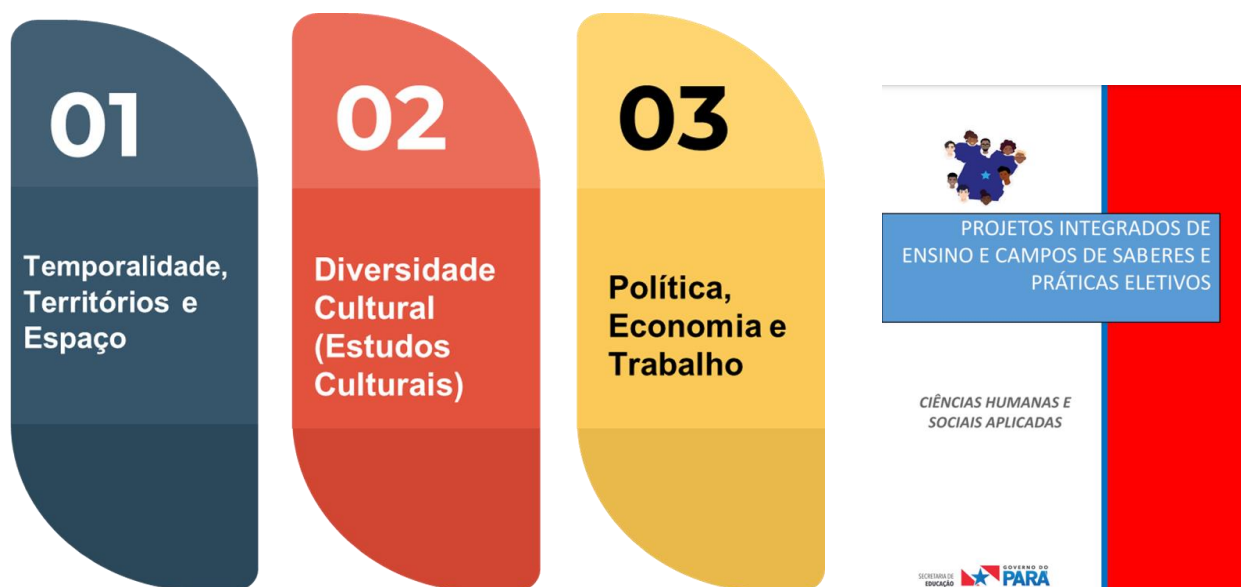 01
Temporalidade,
Territórios e
Espaço
02
Diversidade
Cultural
(Estudos
Culturais)
03
Política,
Economia e
Trabalho
PROJETOS INTEGRADOS DE
ENSINO E CAMPOS DE SABERES E
PRÁTICAS ELETIVOS
CIÊNCIAS HUMANAS E
SOCIAIS APLICADAS
SECRETARIA DE
EDUCAÇÃO
GOVERNO DO
PARÁ